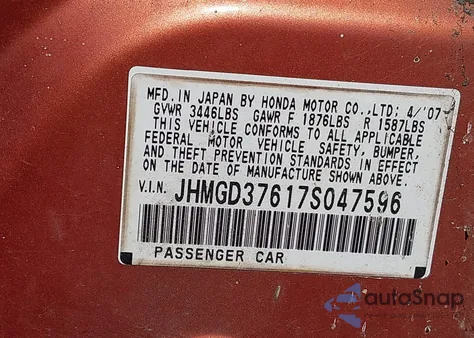 MFD. IN JAPAN BY HONDA MOTOR CO.,LTD; 4/'07
GVWR 3446LBS GAWR F 1876LBS R 1587LBS
THIS VEHICLE CONFORMS TO ALL APPLICABLE
FEDERAL MOTOR VEHICLE SAFETY, BUMPER,
AND THEFT PREVENTION STANDARDS IN EFFECT
ON THE DATE OF MANUFACTURE SHOWN ABOVE.
V.I.N. JHMGD37617S047596
PASSENGER CAR
autoSnap